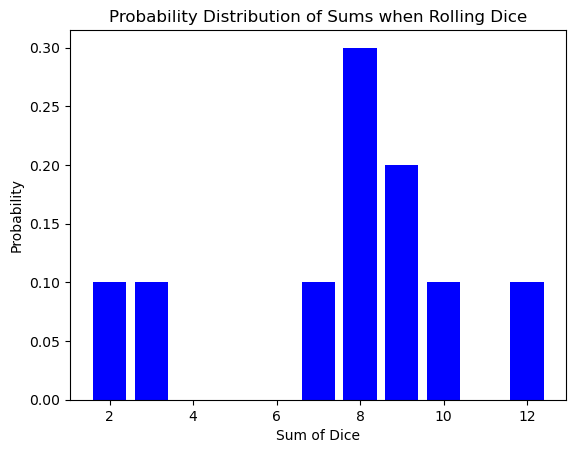 Probability Distribution of Sums when Rolling Dice
0.30
0.25
0.20
0.15
0.10
0.05
0.00
Probability
2 4 6 8 10 12
Sum of Dice